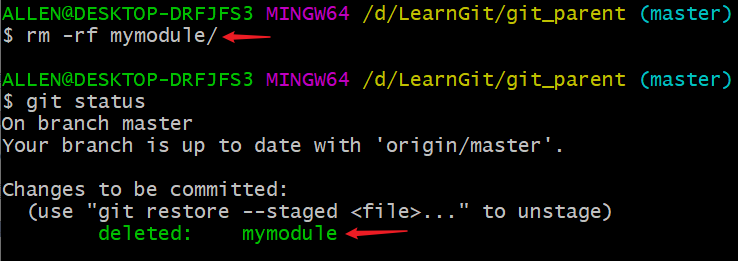 ALLEN@DESKTOP-DRFJFS3 MINGW64 /d/LearnGit/git_parent (master)
$ rm -rf mymodule/
ALLEN@DESKTOP-DRFJFS3 MINGW64 /d/LearnGit/git_parent (master)
$ git status
On branch master
Your branch is up to date with 'origin/master'.
Changes to be committed:
(use "git restore --staged <file>..." to unstage)
deleted: mymodule